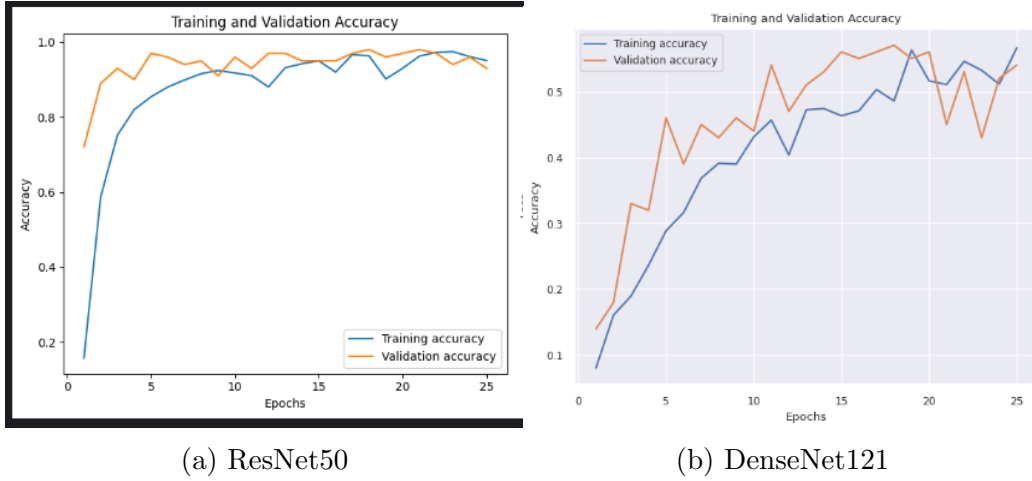 Training and Validation Accuracy
1.0
0.8
0.6
0.4
0.2
Accuracy
Training accuracy
Validation accuracy
0 5 10 15 20 25
Epochs
(a) ResNet50
Training and Validation Accuracy
Training accuracy
Validation accuracy
0.5
0.4
0.3
0.2
0.1
Accuracy
0 5 10 15 20 25
Epochs
(b) DenseNet121